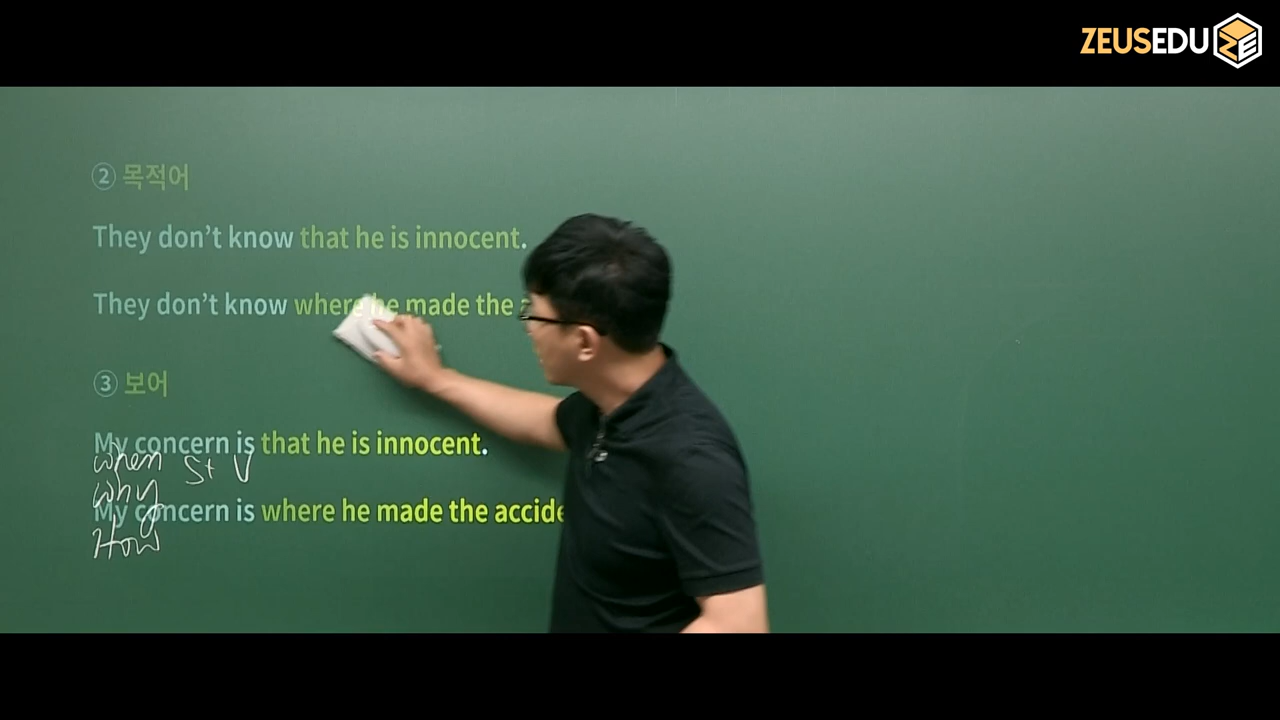 ZEUSEDU
② 목적어
They don’t know that he is innocent.
They don’t know where he made the
③ 보어
My concern is that he is innocent.
when S+ V
why
My concern is where he made the accide
How